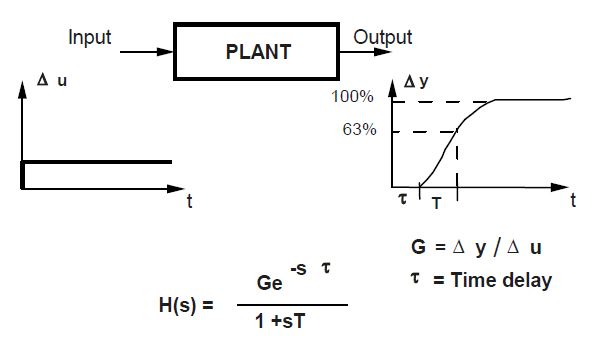 Input
PLANT
Output
Δ u
t
Δ y
100%
63%
τ
T
t
G = Δ y / Δ u
τ = Time delay
H(s) =
Ge -s τ
1 +sT